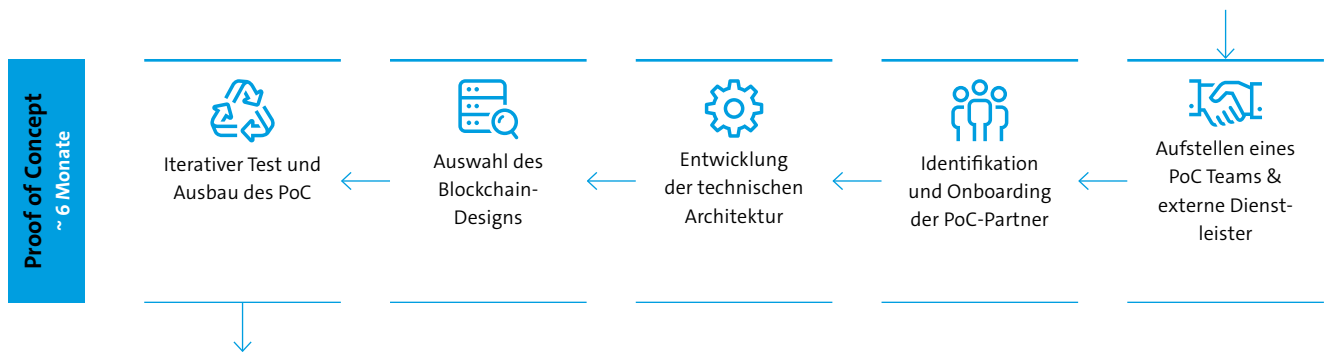 Proof of Concept
~ 6 Monate
Iterativer Test und
Ausbau des PoC
Auswahl des
Blockchain-
Designs
Entwicklung
der technischen
Architektur
Identifikation
und Onboarding
der PoC-Partner
Aufstellen eines
PoC Teams &
externe Dienst-
leister